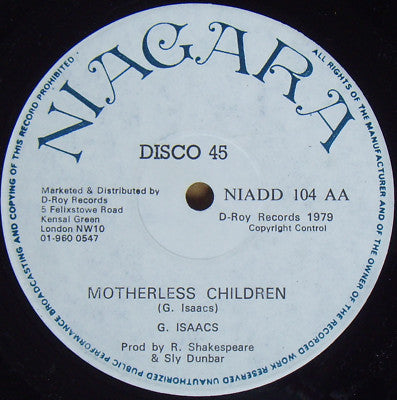 NIAGARA
DISCO 45
Marketed & Distributed by
D-Roy Records
5 Felixstowe Road
Kensal Green
London NW10
01-960 0547
NIADD 104 AA
D-Roy Records 1979
Copyright Control
MOTHERLESS CHILDREN
(G. Isaacs)
G. ISAACS
Prod by R. Shakespeare
& Sly Dunbar
ALL RIGHTS OF THE MANUFACTURER AND OF THE OWNER OF THE RECORDED WORK RESERVED UNAUTHORIZED PUBLIC PERFORMANCE BROADCASTING AND COPYING OF THIS RECORD PROHIBITED